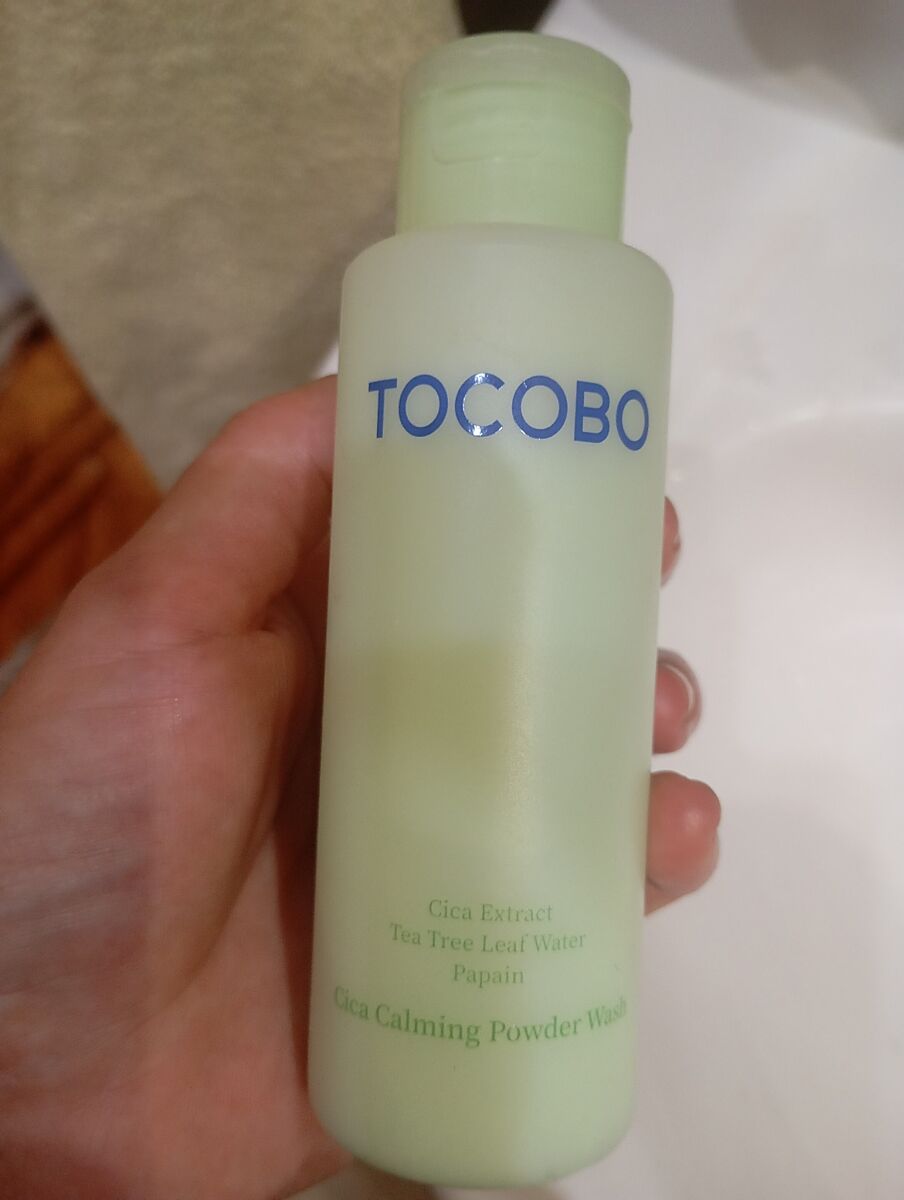 TOCOBO
Cica Extract
Tea Tree Leaf Water
Papain
Cica Calming Powder Wash